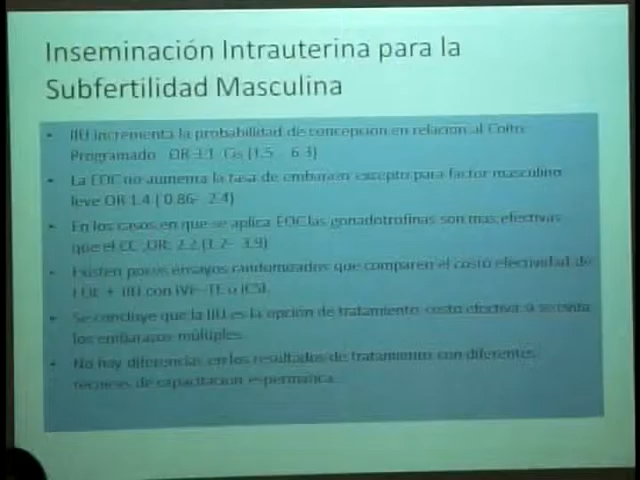 Inseminación Intrauterina para la
Subfertilidad Masculina
• IIU incrementa la probabilidad de concepción en relación al Coito
Programado OR 3.1 Cis (1.5 - 6.3)
• La EOC no aumenta la tasa de embarazo excepto para factor masculino
leve OR 1.4 ( 0.86- 2.4)
• En los casos en que se aplica EOC las gonadotrofinas son mas efectivas
que el CC ,OR: 2.2 (1.2- 3.9)
• Existen pocos ensayos randomizados que comparen el costo efectividad de
EOC + IIU con IVF-TE o ICSI.
• Se concluye que la IIU es la opción de tratamiento costo efectiva si se evita
los embarazos múltiples.
• No hay diferencias en los resultados de tratamiento con diferentes
técnicas de capacitación espermática.